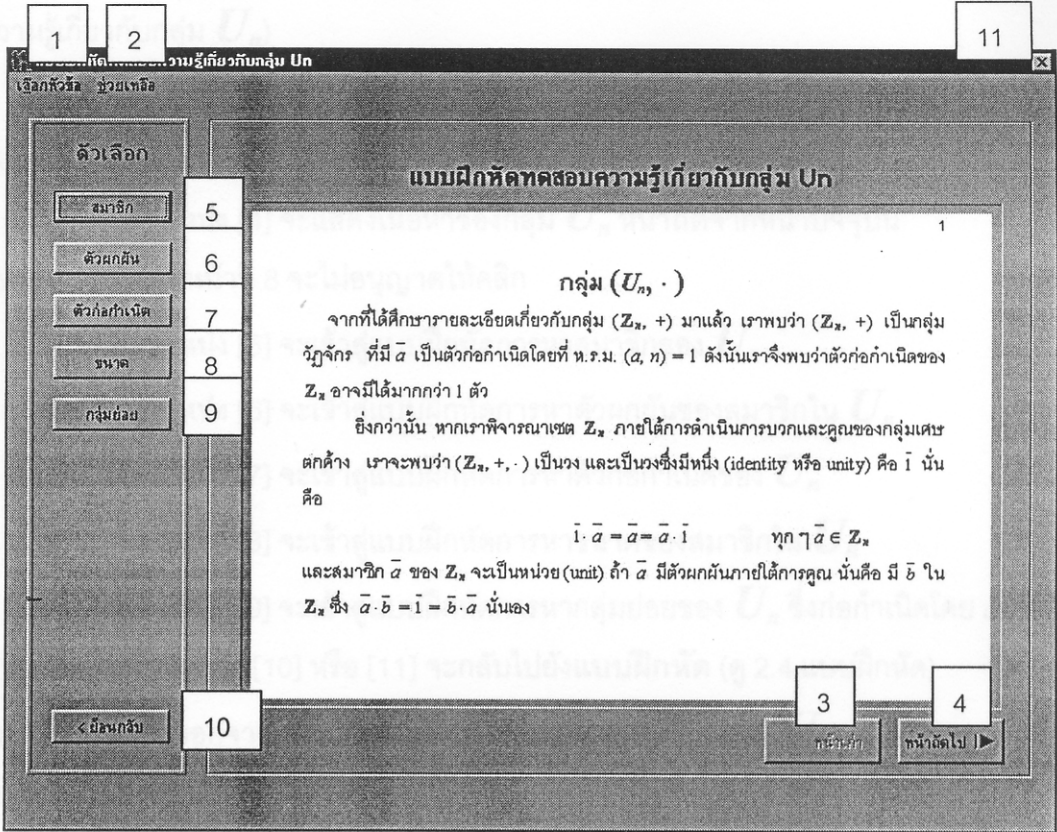 1 2 11
ความรู้เกี่ยวกับกลุ่ม Un
เลือกหัวข้อ ช่วยเหลือ
ตัวเลือก
แบบฝึกหัดทดสอบความรู้เกี่ยวกับกลุ่ม Un
สมาชิก 5
1
ตัวผกผัน 6
กลุ่ม (Uₙ, · )
ตัวก่อกำเนิด 7
ขนาด 8
กลุ่มย่อย 9
จากที่ได้ศึกษารายละเอียดเกี่ยวกับกลุ่ม (Zₙ, +) มาแล้ว เราพบว่า (Zₙ, +) เป็นกลุ่ม
วัฏจักร ที่มี a เป็นตัวก่อกำเนิดโดยที่ ห.ร.ม. (a, n) = 1 ดังนั้นเราจึงพบว่าตัวก่อกำเนิดของ
Zₙ อาจมีได้มากกว่า 1 ตัว
ยิ่งกว่านั้น หากเราพิจารณาเซต Zₙ ภายใต้การดำเนินการบวกและคูณของกลุ่มเศษ
ตกค้าง เราจะพบว่า (Zₙ, +, · ) เป็นวง และเป็นวงซึ่งมีหนึ่ง (identity หรือ unity) คือ 1̄ นั่น
คือ
1̄ · ā = ā = ā · 1̄ ทุก ๆ ā ∈ Zₙ
และสมาชิก ā ของ Zₙ จะเป็นหน่วย (unit) ถ้า ā มีตัวผกผันภายใต้การคูณ นั่นคือ มี b̄ ใน
Zₙ ซึ่ง ā · b̄ = 1̄ = b̄ · ā นั่นเอง
3 4
< ย้อนกลับ 10
หน้าถัดไป |▶